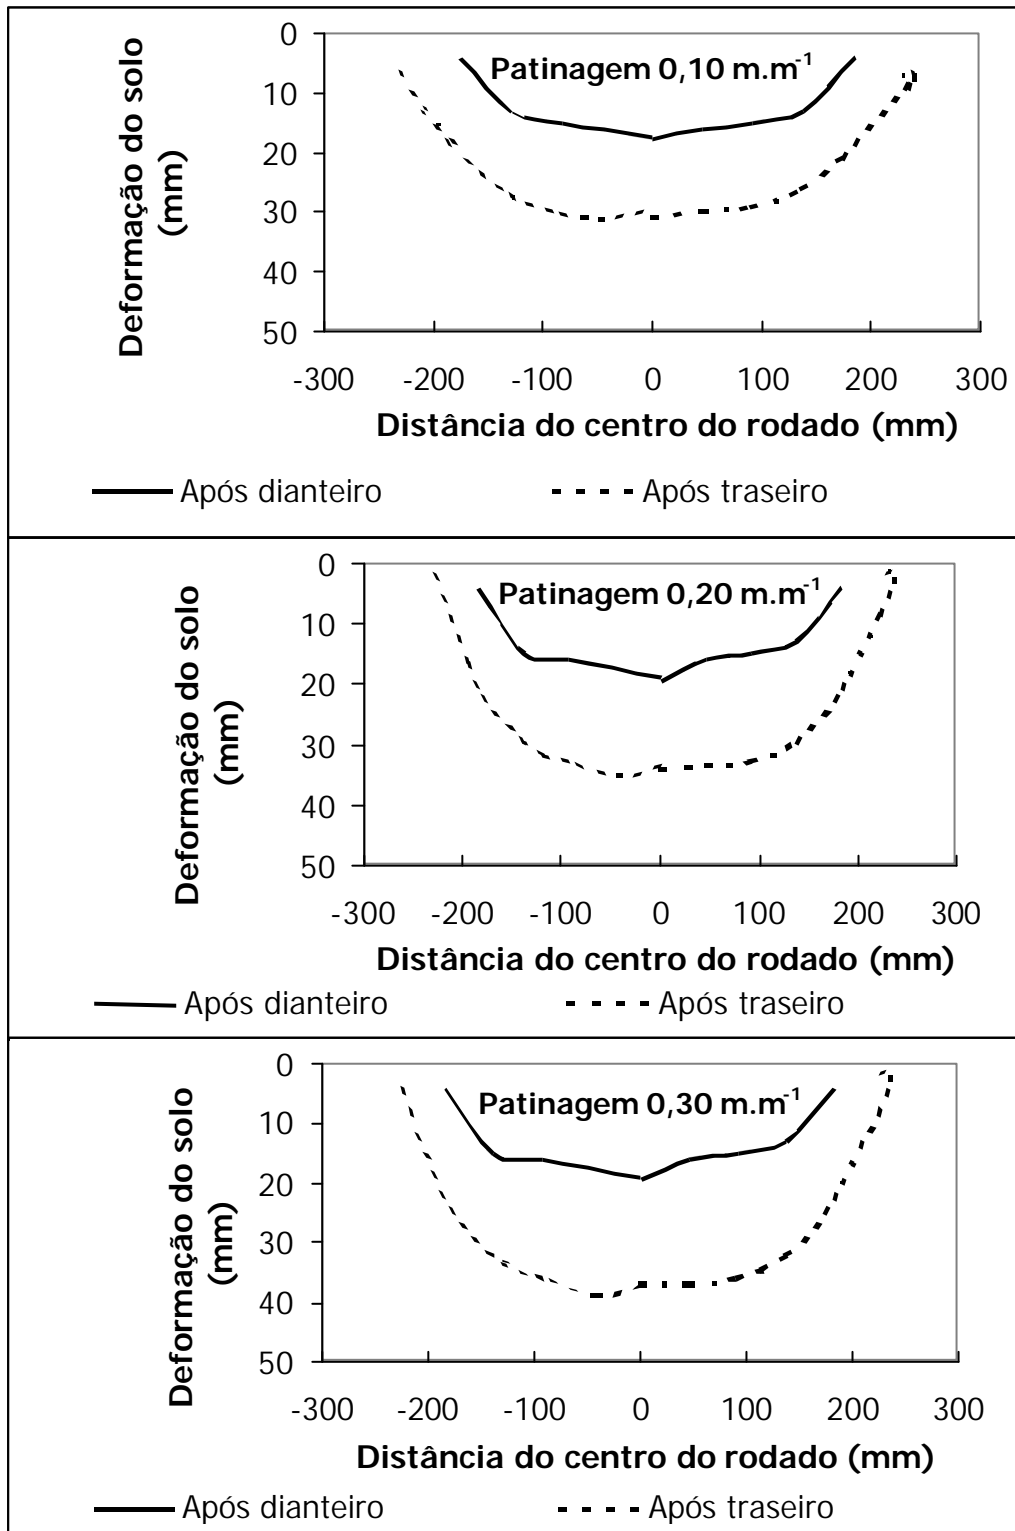 0
10
20
30
40
50
Deformação do solo
(mm)
Patinagem 0,10 m.m⁻¹
-300 -200 -100 0 100 200 300
Distância do centro do rodado (mm)
Após dianteiro Após traseiro
0
10
20
30
40
50
Deformação do solo
(mm)
Patinagem 0,20 m.m⁻¹
-300 -200 -100 0 100 200 300
Distância do centro do rodado (mm)
Após dianteiro Após traseiro
0
10
20
30
40
50
Deformação do solo
(mm)
Patinagem 0,30 m.m⁻¹
-300 -200 -100 0 100 200 300
Distância do centro do rodado (mm)
Após dianteiro Após traseiro